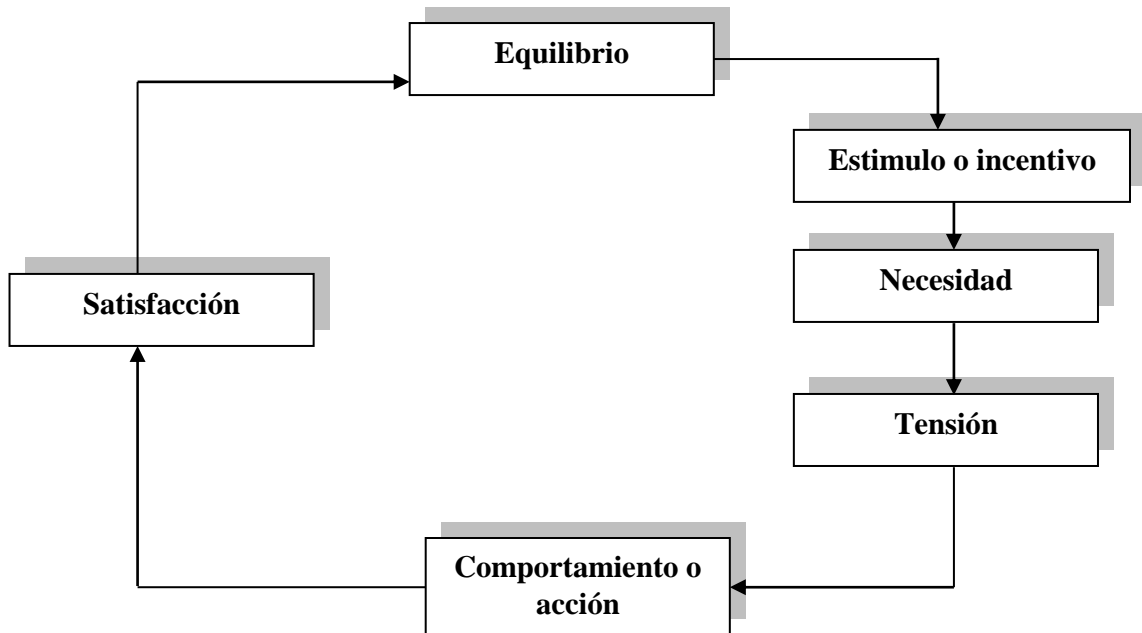 Equilibrio
Estimulo o incentivo
Necesidad
Satisfacción
Tensión
Comportamiento o
acción